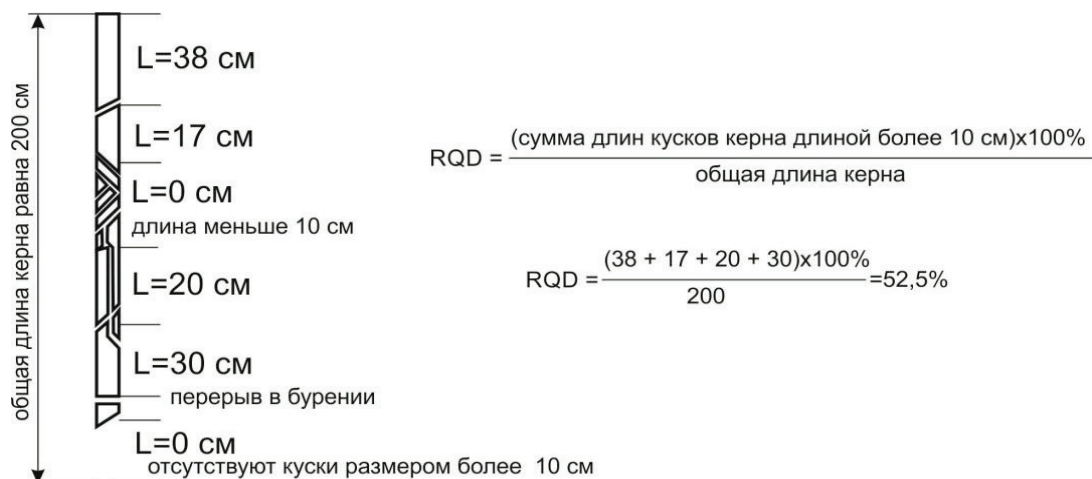 общая длина керна равна 200 см
L=38 см
L=17 см
L=0 см
длина меньше 10 см
L=20 см
L=30 см
перерыв в бурении
L=0 см
отсутствуют куски размером более 10 см
RQD = (сумма длин кусков керна длиной более 10 см)х100%
общая длина керна
RQD = (38 + 17 + 20 + 30)х100% =52,5%
200